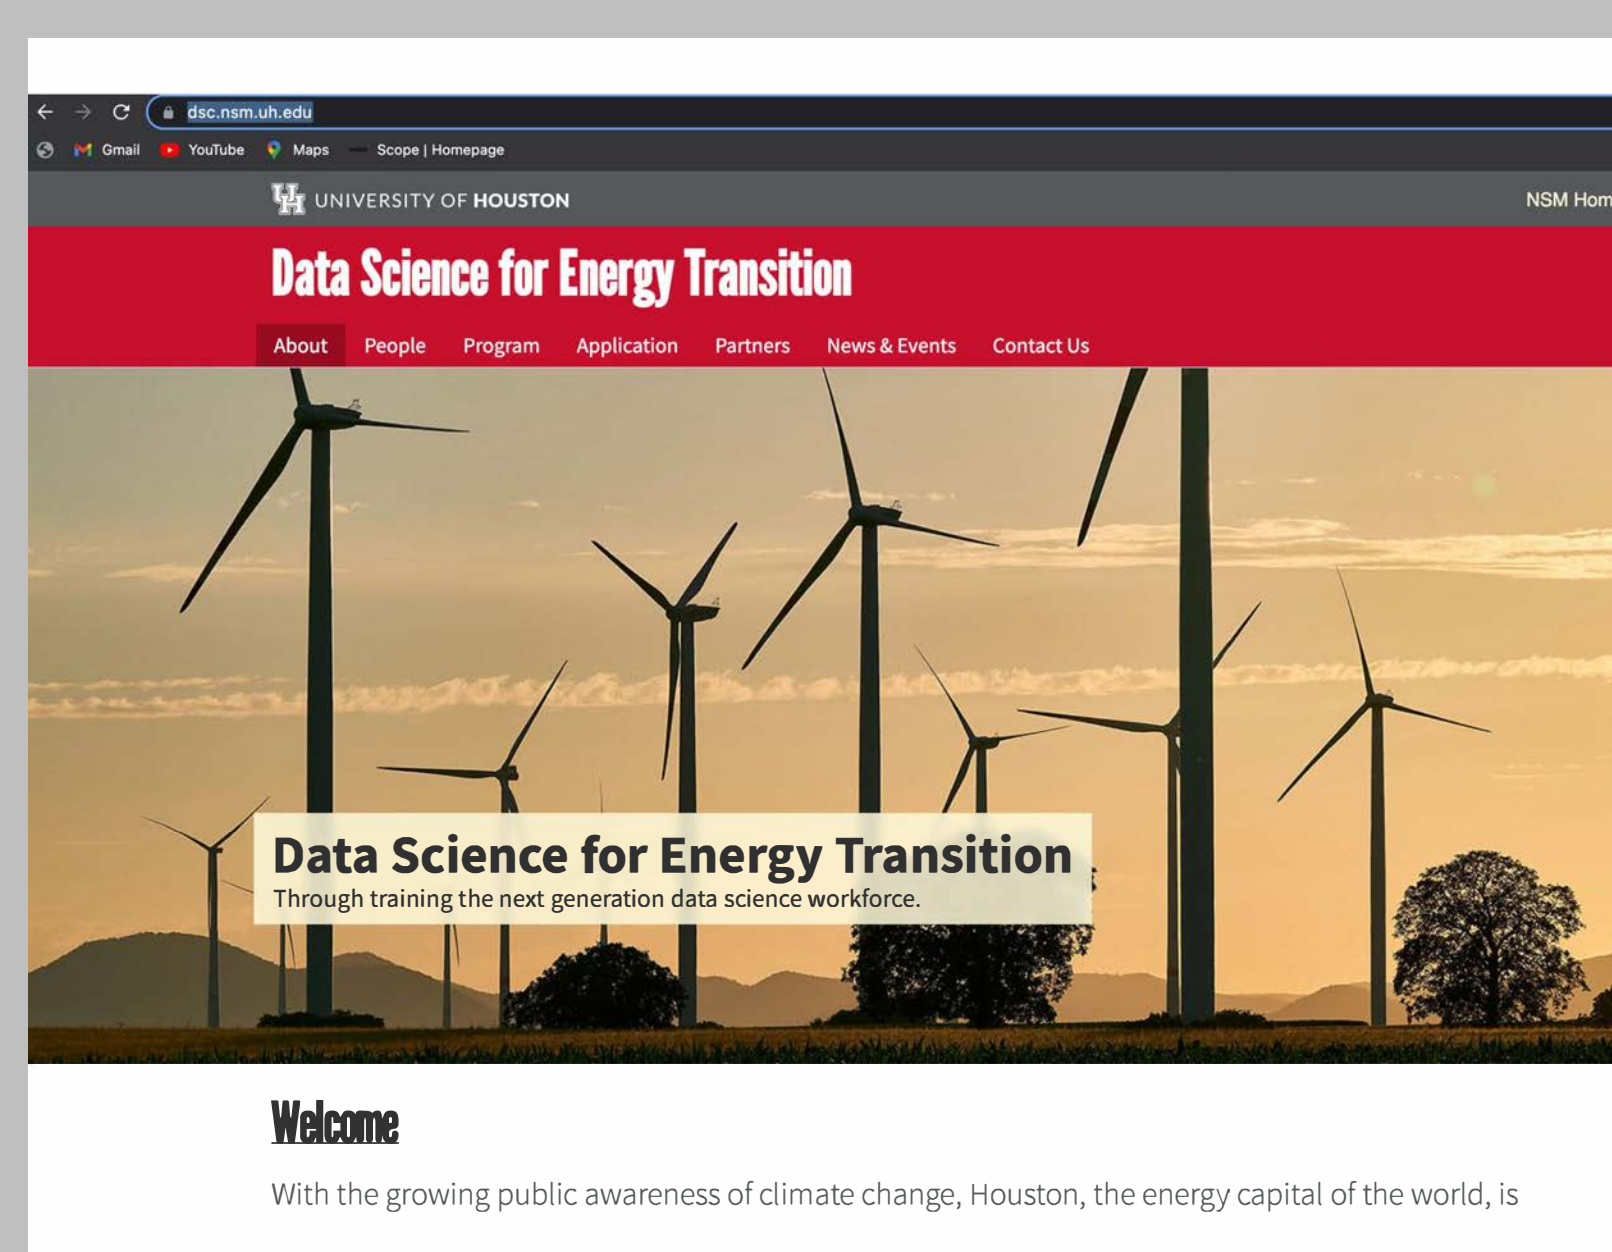 dsc.nsm.uh.edu
Gmail YouTube Maps Scope | Homepage
UNIVERSITY OF HOUSTON
NSM Hom
Data Science for Energy Transition
About People Program Application Partners News & Events Contact Us
Data Science for Energy Transition
Through training the next generation data science workforce.
Welcome
With the growing public awareness of climate change, Houston, the energy capital of the world, is